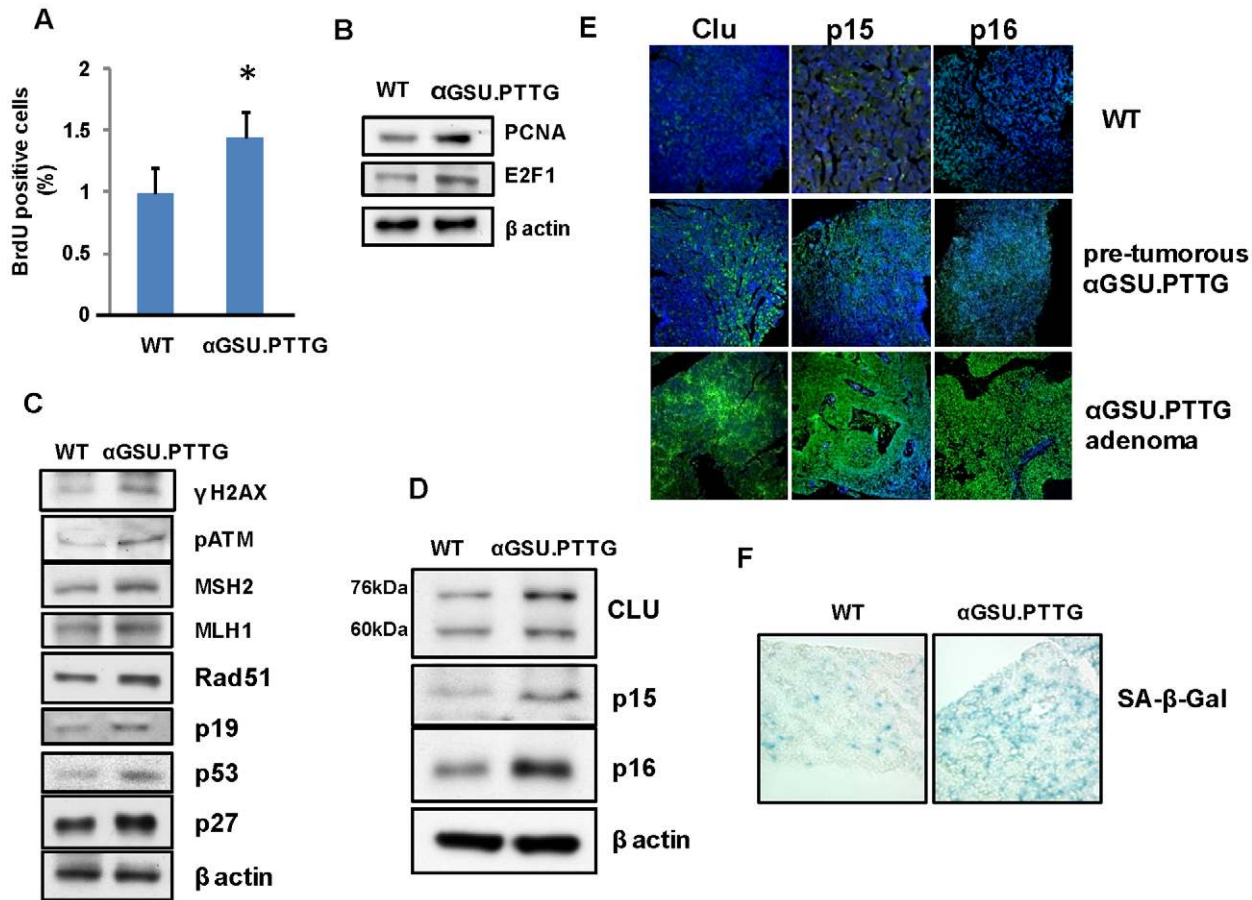 A
BrdU positive cells
(%)
2
1.5
1
0.5
0
*
WT
αGSU.PTTG
B
WT αGSU.PTTG
PCNA
E2F1
β actin
C
WT αGSU.PTTG
γH2AX
pATM
MSH2
MLH1
Rad51
p19
p53
p27
β actin
D
WT αGSU.PTTG
76kDa
60kDa
CLU
p15
p16
β actin
E
Clu p15 p16
WT
pre-tumorous
αGSU.PTTG
αGSU.PTTG
adenoma
F
WT αGSU.PTTG
SA-β-Gal